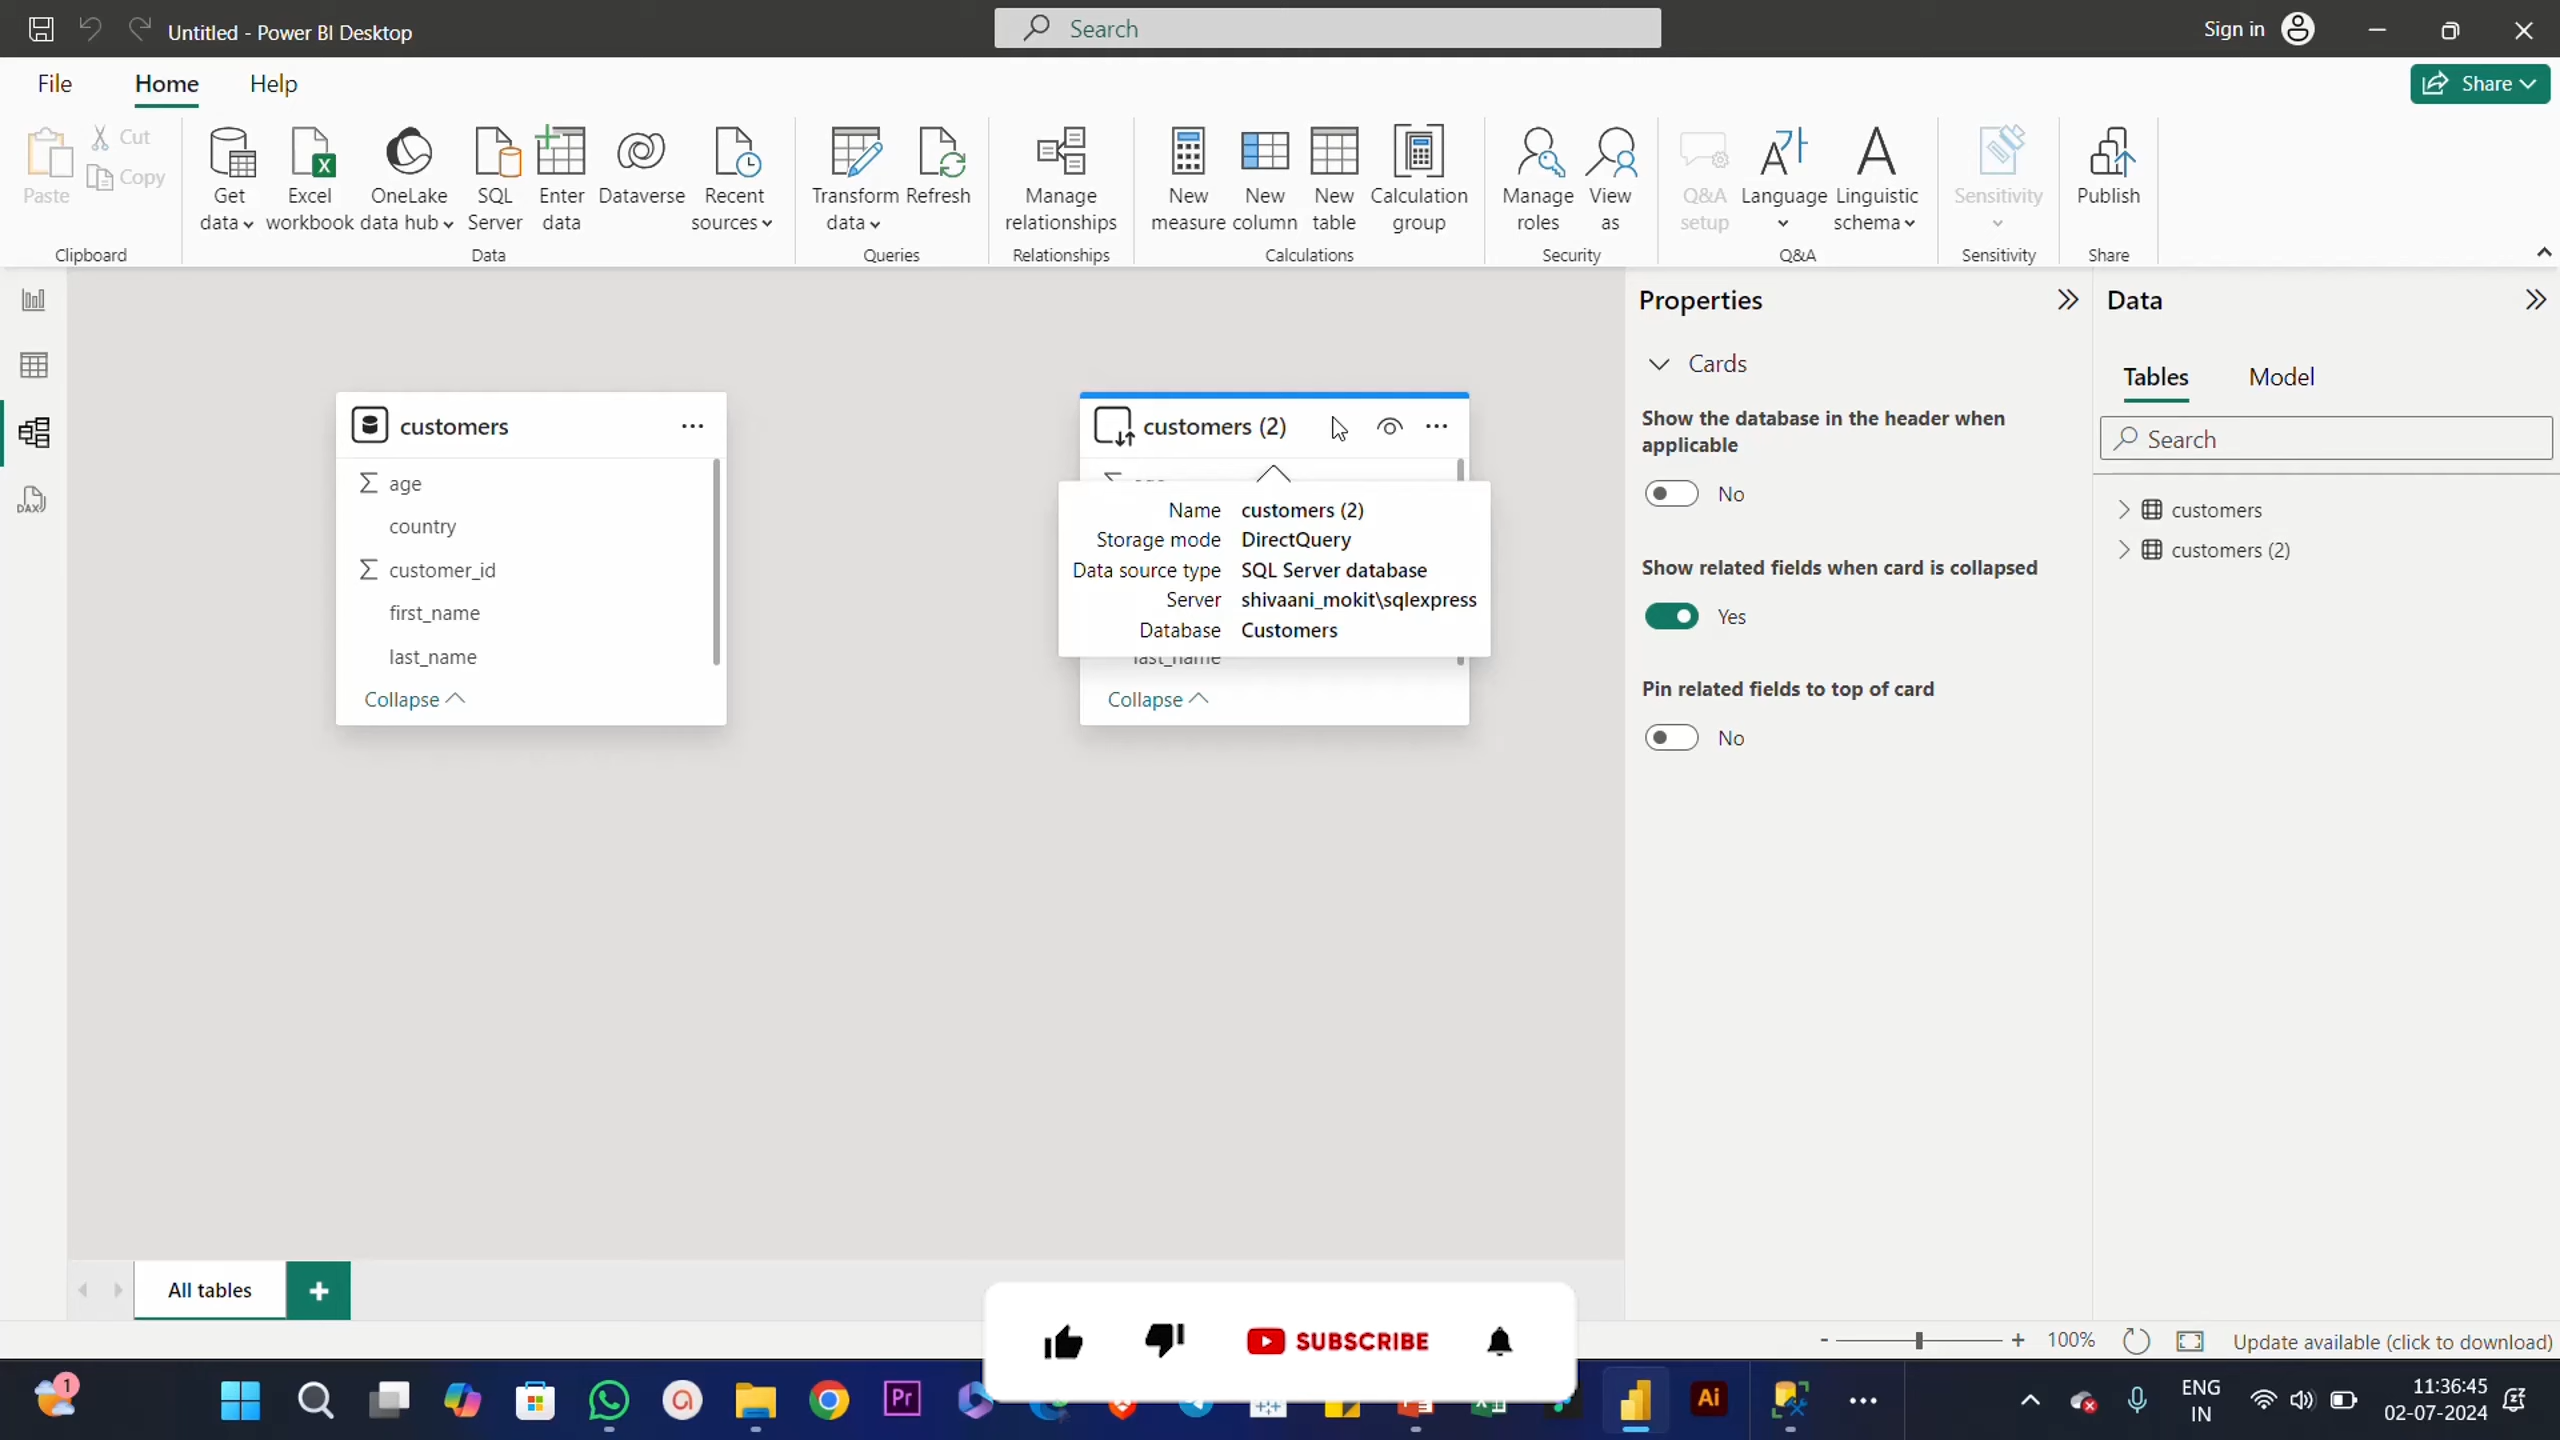 Untitled - Power BI Desktop
Search
Sign in
File
Home
Help
Share
Paste
Cut
Copy
Clipboard
Get data
Excel workbook
OneLake data hub
SQL Server
Enter data
Dataverse
Recent sources
Data
Transform data
Refresh
Queries
Manage relationships
Relationships
New measure
New column
New table
Calculation group
Calculations
Manage roles
View as
Security
Q&A setup
Language
Linguistic schema
Q&A
Sensitivity
Sensitivity
Publish
Share
DAX
customers
Σ age
country
Σ customer_id
first_name
last_name
Collapse
customers (2)
Name customers (2)
Storage mode DirectQuery
Data source type SQL Server database
Server shivaani_mokit\sqlexpress
Database Customers
last_name
Collapse
Properties
Cards
Show the database in the header when
applicable
No
Show related fields when card is collapsed
Yes
Pin related fields to top of card
No
Data
Tables
Model
Search
customers
customers (2)
All tables
+
SUBSCRIBE
- + 100%
Update available (click to download)
1
Pr
Ai
ENG
IN
11:36:45
02-07-2024